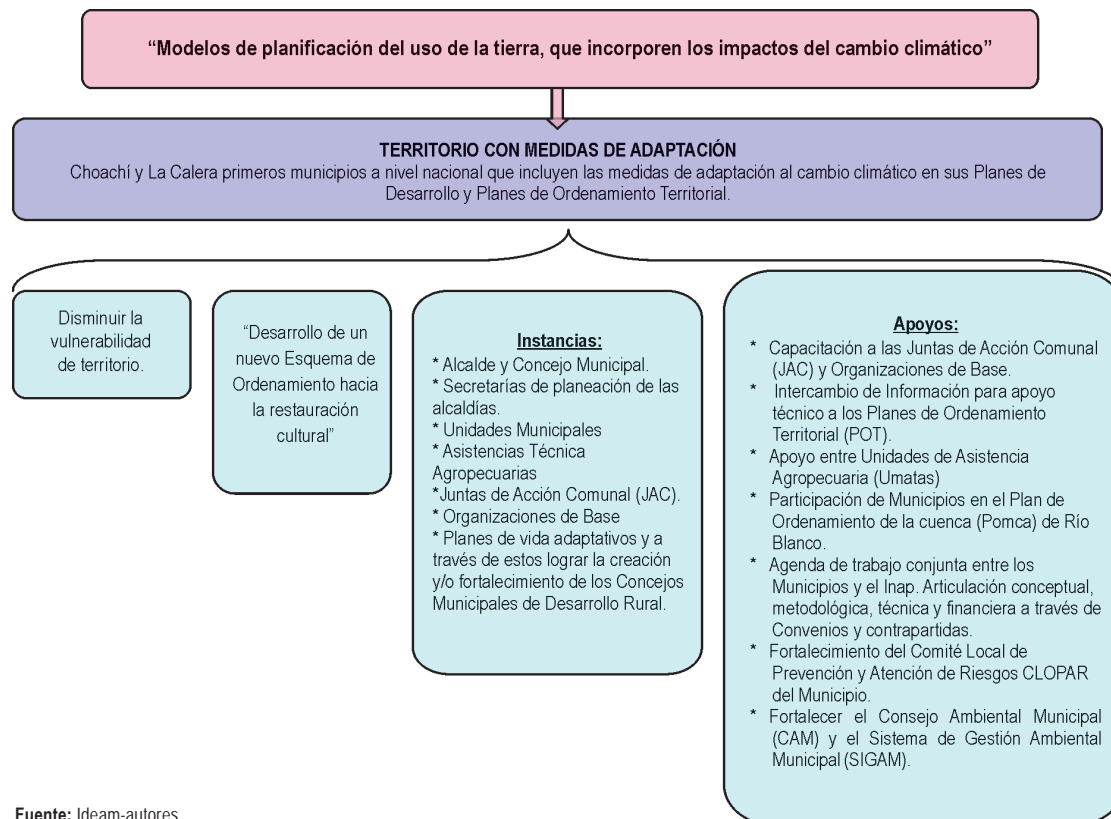 “Modelos de planificación del uso de la tierra, que incorporen los impactos del cambio climático”
TERRITORIO CON MEDIDAS DE ADAPTACIÓN
Choachí y La Calera primeros municipios a nivel nacional que incluyen las medidas de adaptación al cambio climático en sus Planes de
Desarrollo y Planes de Ordenamiento Territorial.
Disminuir la
vulnerabilidad
de territorio.
“Desarrollo de un
nuevo Esquema de
Ordenamiento hacia
la restauración
cultural”
Instancias:
* Alcalde y Concejo Municipal.
* Secretarías de planeación de las
alcaldías.
* Unidades Municipales
* Asistencias Técnica
Agropecuarias
*Juntas de Acción Comunal (JAC).
* Organizaciones de Base
* Planes de vida adaptativos y a
través de estos lograr la creación
y/o fortalecimiento de los Concejos
Municipales de Desarrollo Rural.
Apoyos:
* Capacitación a las Juntas de Acción Comunal
(JAC) y Organizaciones de Base.
* Intercambio de Información para apoyo
técnico a los Planes de Ordenamiento
Territorial (POT).
* Apoyo entre Unidades de Asistencia
Agropecuaria (Umatas)
* Participación de Municipios en el Plan de
Ordenamiento de la cuenca (Pomca) de Río
Blanco.
* Agenda de trabajo conjunta entre los
Municipios y el Inap. Articulación conceptual,
metodológica, técnica y financiera a través de
Convenios y contrapartidas.
* Fortalecimiento del Comité Local de
Prevención y Atención de Riesgos CLOPAR
del Municipio.
* Fortalecer el Consejo Ambiental Municipal
(CAM) y el Sistema de Gestión Ambiental
Municipal (SIGAM).
Fuente: Ideam-autores